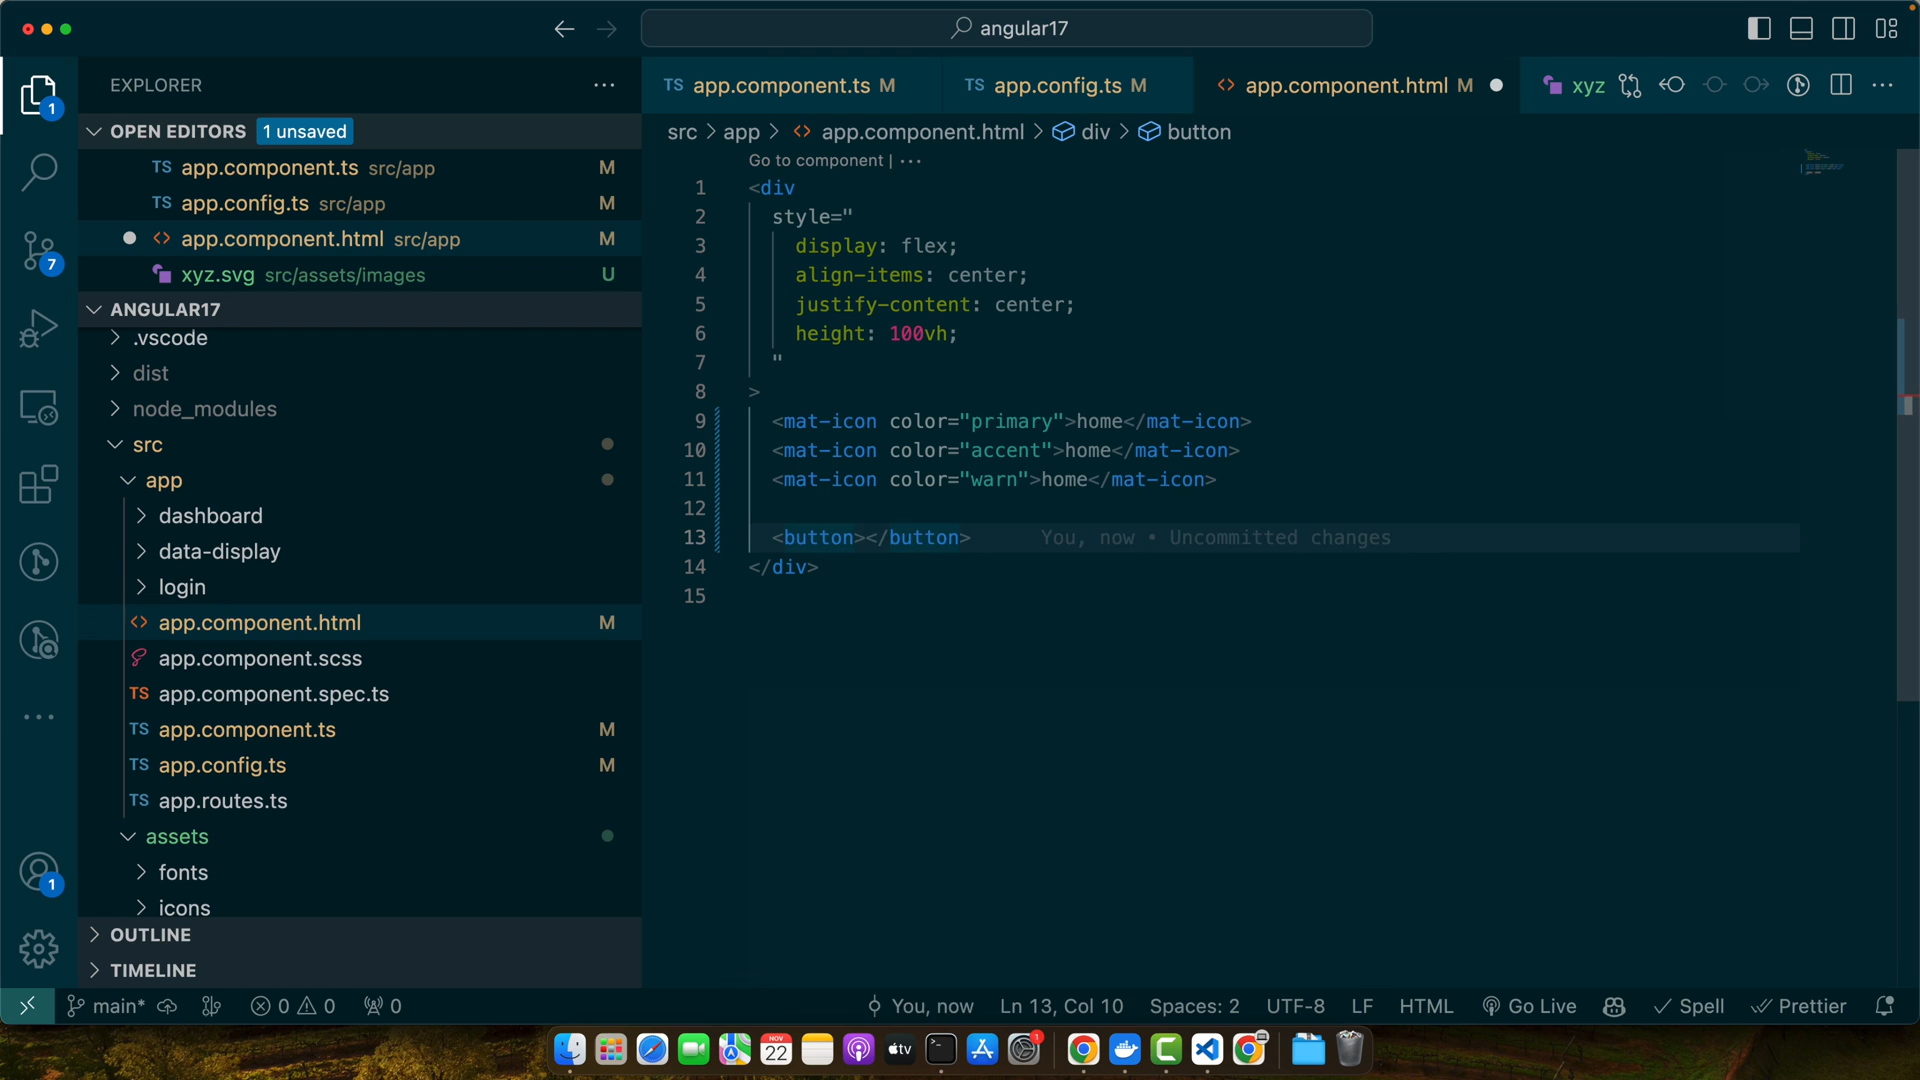 angular17
EXPLORER
OPEN EDITORS 1 unsaved
TS app.component.ts src/app M
TS app.config.ts src/app M
<> app.component.html src/app M
xyz.svg src/assets/images U
ANGULAR17
.vscode
dist
node_modules
src
app
dashboard
data-display
login
<> app.component.html M
app.component.scss
TS app.component.spec.ts
TS app.component.ts M
TS app.config.ts M
TS app.routes.ts
assets
fonts
icons
OUTLINE
TIMELINE
1
7
1
TS app.component.ts M
TS app.config.ts M
<> app.component.html M
xyz
src > app > <> app.component.html > div > button
Go to component | ...
1 <div
2 style="
3 display: flex;
4 align-items: center;
5 justify-content: center;
6 height: 100vh;
7 "
8 >
9 <mat-icon color="primary">home</mat-icon>
10 <mat-icon color="accent">home</mat-icon>
11 <mat-icon color="warn">home</mat-icon>
12
13 <button></button> You, now • Uncommitted changes
14 </div>
15
main* 0 0 0 You, now Ln 13, Col 10 Spaces: 2 UTF-8 LF HTML Go Live Spell Prettier
NOV
22
tv
1